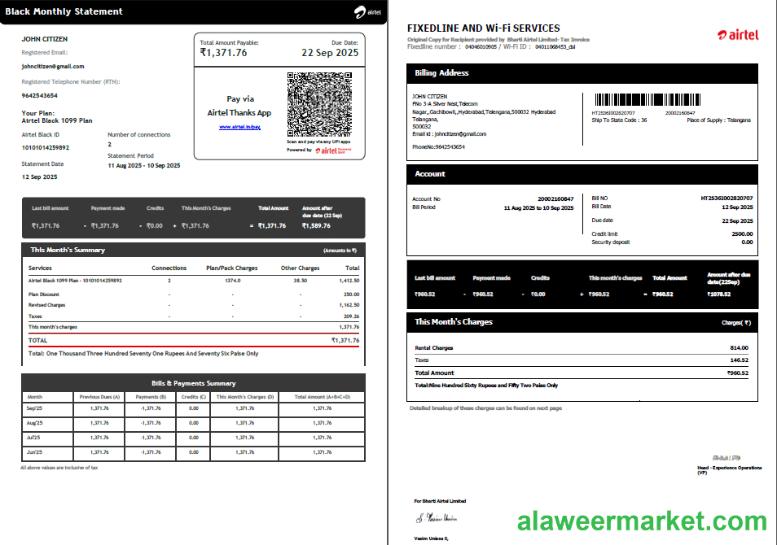 Black Monthly Statement
airtel
JOHN CITIZEN
Registered Email:
johncitizen@gmail.com
Registered Telephone Number (RTN):
9642543654
Your Plan:
Airtel Black 1099 Plan
Airtel Black ID
10101014259892
Number of connections
2
Statement Date
12 Sep 2025
Statement Period
11 Aug 2025 - 10 Sep 2025
Total Amount Payable:
₹1,371.76
Due Date:
22 Sep 2025
Pay via
Airtel Thanks App
www.airtel.in/pay
Scan and pay via any UPI apps
Powered by airtel
Last bill amount Payment made Credits This Month's Charges Total Amount Amount after due date (22 Sep)
₹1,371.76 - ₹1,371.76 - ₹0.00 + ₹1,371.76 = ₹1,371.76 ₹1,589.76
This Month's Summary (Amounts in ₹)
Services Connections Plan/Pack Charges Other Charges Total
Airtel Black 1099 Plan - 10101014259892 2 1374.0 38.50 1,412.50
Plan Discount - - - 250.00
Revised Charges - - - 1,162.50
Taxes - - - 209.26
This month's charges 1,371.76
TOTAL ₹1,371.76
Total: One Thousand Three Hundred Seventy One Rupees And Seventy Six Paise Only
Bills & Payments Summary
Month Previous Dues (A) Payments (B) Credits (C) This Month's Charges (D) Total Amount (A+B+C+D)
Sep'25 1,371.76 -1,371.76 0.00 1,371.76 1,371.76
Aug'25 1,371.76 -1,371.76 0.00 1,371.76 1,371.76
Jul'25 1,371.76 -1,371.76 0.00 1,371.76 1,371.76
Jun'25 1,371.76 -1,371.76 0.00 1,371.76 1,371.76
All above values are inclusive of tax
FIXEDLINE AND Wi-Fi SERVICES
airtel
Original Copy for Recipient provided by Bharti Airtel Limited- Tax Invoice
Fixedline number : 04046010905 / Wi-Fi ID : 04011868453_dsl
Billing Address
JOHN CITIZEN
FNo 3-A Silver Nest,Telecom
Nagar,,Gachibowli,,Hyderabad,Telangana,500032 Hyderabad
Telangana,
500032
Email id : johncitizen@gmail.com
PhoneNo:9642543654
HT2536I002820707 20002160847
Ship To State Code : 36 Place of Supply : Telangana
Account
Account No 20002160847
Bill Period 11 Aug 2025 to 10 Sep 2025
Bill NO HT2536I002820707
Bill Date 12 Sep 2025
Due date 22 Sep 2025
Credit limit 2500.00
Security deposit 0.00
Last bill amount Payment made Credits This month's charges Total Amount Amount after due date(22Sep)
₹960.52 - ₹960.52 - ₹0.00 + ₹960.52 = ₹960.52 ₹1078.52
This Month's Charges Charges( ₹)
Rental Charges 814.00
Taxes 146.52
Total Amount ₹960.52
Total:Nine Hundred Sixty Rupees and Fifty Two Paise Only
Detailed breakup of these charges can be found on next page
Head - Experience Operations
(VP)
For Bharti Airtel Limited
alaweermarket.com